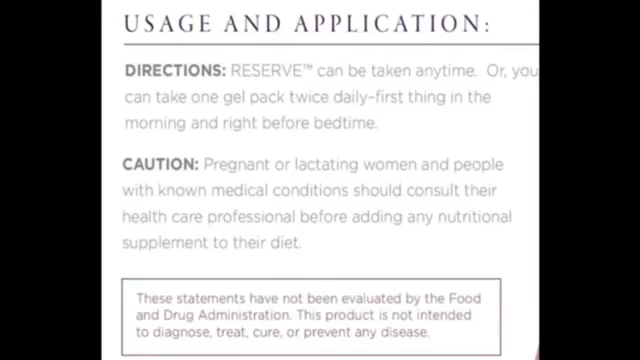 USAGE AND APPLICATION:
DIRECTIONS: RESERVE™ can be taken anytime. Or, you
can take one gel pack twice daily–first thing in the
morning and right before bedtime.
CAUTION: Pregnant or lactating women and people
with known medical conditions should consult their
health care professional before adding any nutritional
supplement to their diet.
These statements have not been evaluated by the Food
and Drug Administration. This product is not intended
to diagnose, treat, cure, or prevent any disease.